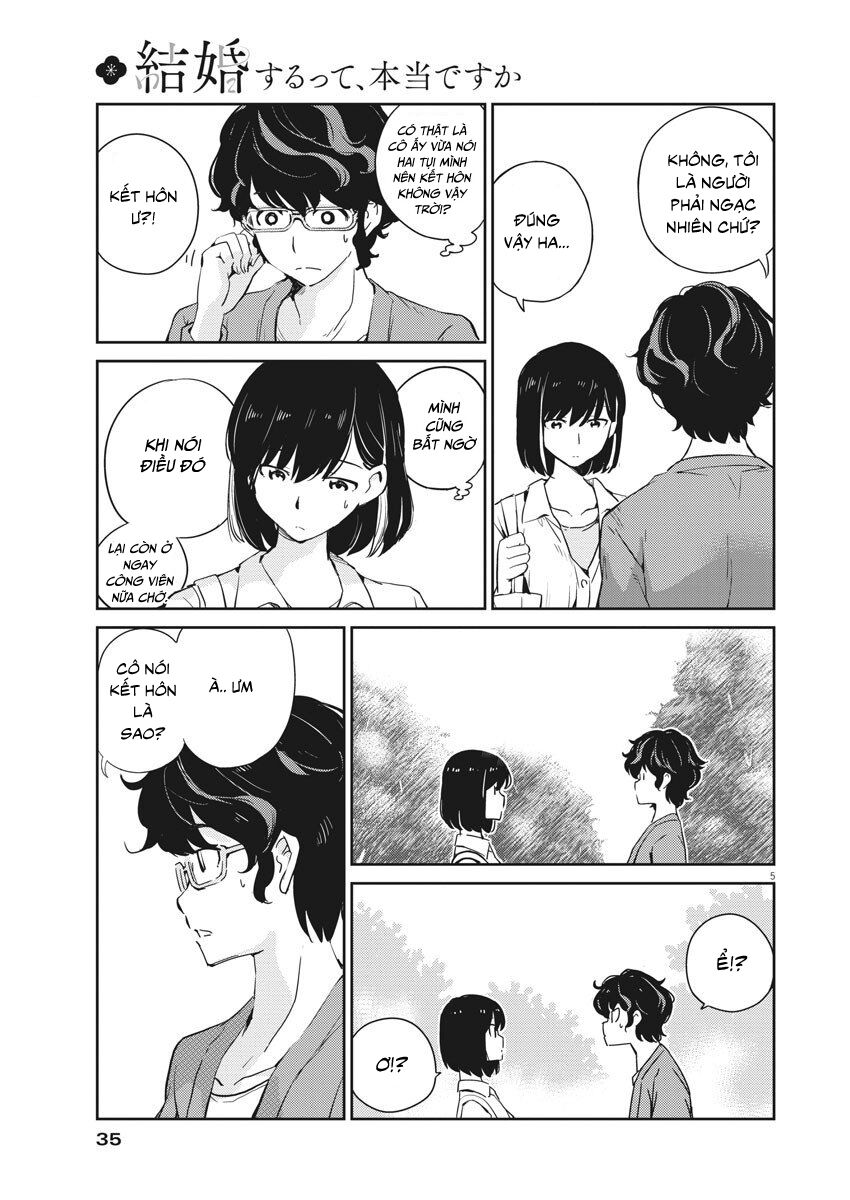 結婚するって、本当ですか
KHÔNG, TÔI
LÀ NGƯỜI
PHẢI NGẠC
NHIÊN CHỨ?
ĐÚNG
VẬY HA...
CÓ THẬT LÀ
CÔ ẤY VỪA NÓI
HAI TỤI MÌNH
NÊN KẾT HÔN
KHÔNG VẬY
TRỜI?
KẾT HÔN
Ư?!
MÌNH
CŨNG
BẤT NGỜ
KHI NÓI
ĐIỀU ĐÓ
LẠI CÒN Ở
NGAY
CÔNG VIÊN
NỮA CHỚ.
À.. ƯM
CÔ NÓI
KẾT HÔN
LÀ
SAO?
5
Ể!?
Ơ!?
35